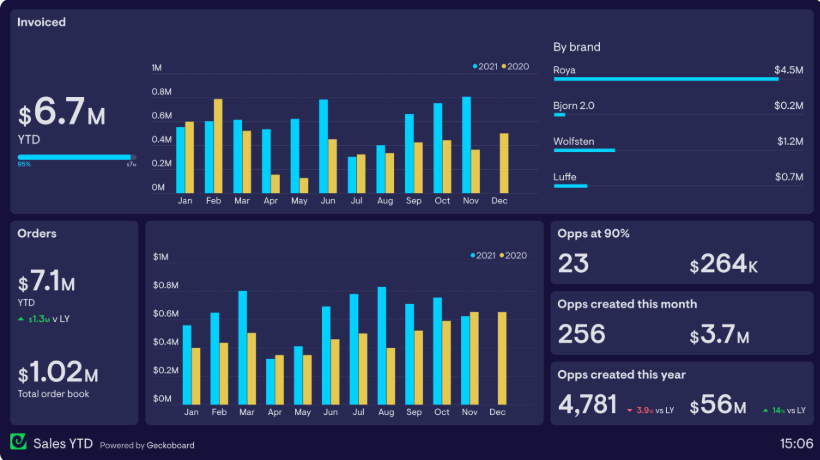 Invoiced
$6.7M
YTD
95%
$7M
1M
0.8M
0.6M
0.4M
0.2M
0M
2021 2020
Jan Feb Mar Apr May Jun Jul Aug Sep Oct Nov Dec
By brand
Roya $4.5M
Bjorn 2.0 $0.2M
Wolfsten $1.2M
Luffe $0.7M
Orders
$7.1M
YTD
$1.3M v LY
$1.02M
Total order book
$1M
$0.8M
$0.6M
$0.4M
$0.2M
$0M
2021 2020
Jan Feb Mar Apr May Jun Jul Aug Sep Oct Nov Dec
Opps at 90%
23 $264K
Opps created this month
256 $3.7M
Opps created this year
4,781 3.9% vs LY $56M 14% vs LY
Sales YTD Powered by Geckoboard
15:06